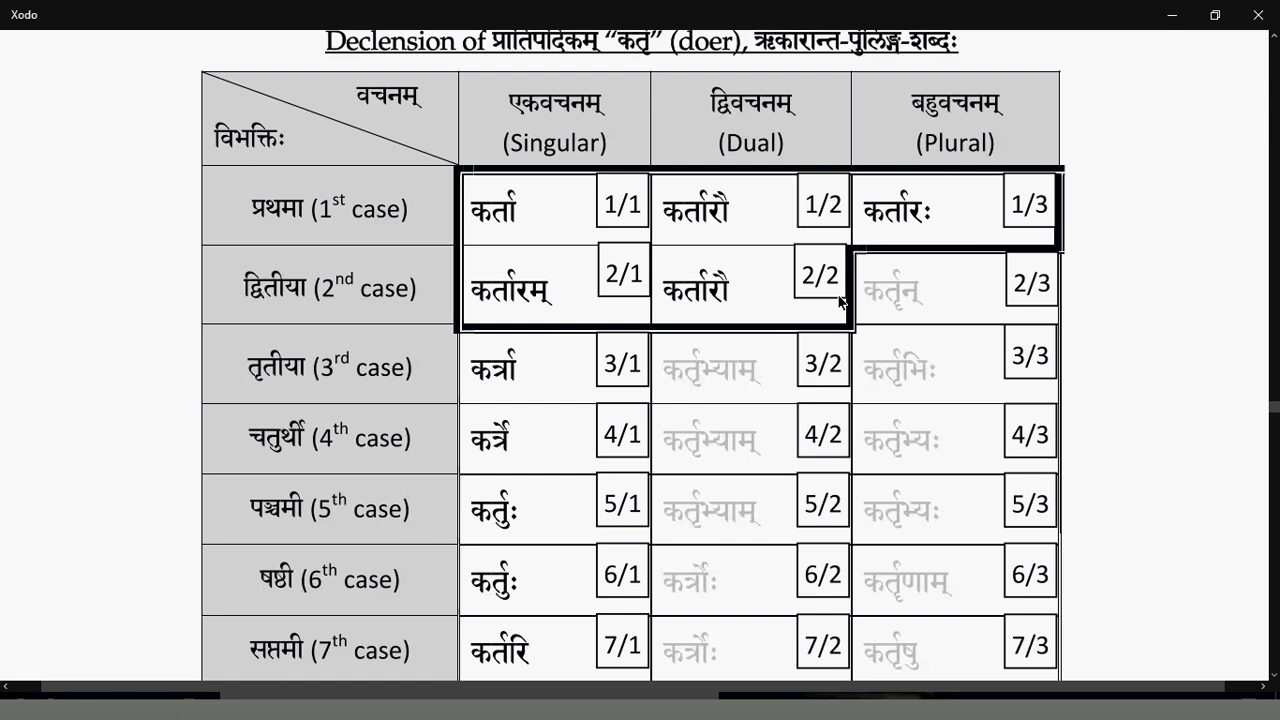 Xodo
Declension of प्रातिपदिकम् “कर्तृ” (doer), ऋकारान्त-पुंलिङ्ग-शब्दः
वचनम्
विभक्तिः
एकवचनम् (Singular)
द्विवचनम् (Dual)
बहुवचनम् (Plural)
प्रथमा (1st case) कर्ता 1/1 कर्तारौ 1/2 कर्तारः 1/3
द्वितीया (2nd case) कर्तारम् 2/1 कर्तारौ 2/2 कर्तॄन् 2/3
तृतीया (3rd case) कर्त्रा 3/1 कर्तृभ्याम् 3/2 कर्तृभिः 3/3
चतुर्थी (4th case) कर्त्रे 4/1 कर्तृभ्याम् 4/2 कर्तृभ्यः 4/3
पञ्चमी (5th case) कर्तुः 5/1 कर्तृभ्याम् 5/2 कर्तृभ्यः 5/3
षष्ठी (6th case) कर्तुः 6/1 कर्त्रोः 6/2 कर्तॄणाम् 6/3
सप्तमी (7th case) कर्तरि 7/1 कर्त्रोः 7/2 कर्तृषु 7/3